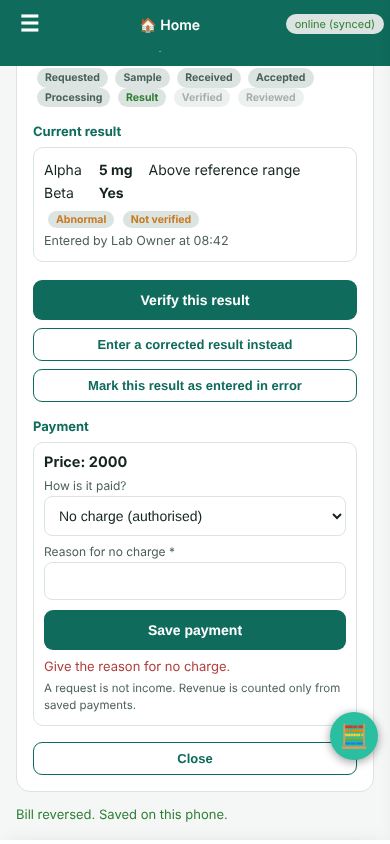 Home
online (synced)
Requested Sample Received Accepted
Processing Result Verified Reviewed
Current result
Alpha 5 mg Above reference range
Beta Yes
Abnormal Not verified
Entered by Lab Owner at 08:42
Verify this result
Enter a corrected result instead
Mark this result as entered in error
Payment
Price: 2000
How is it paid?
No charge (authorised)
Reason for no charge *
Save payment
Give the reason for no charge.
A request is not income. Revenue is counted only from
saved payments.
Close
Bill reversed. Saved on this phone.